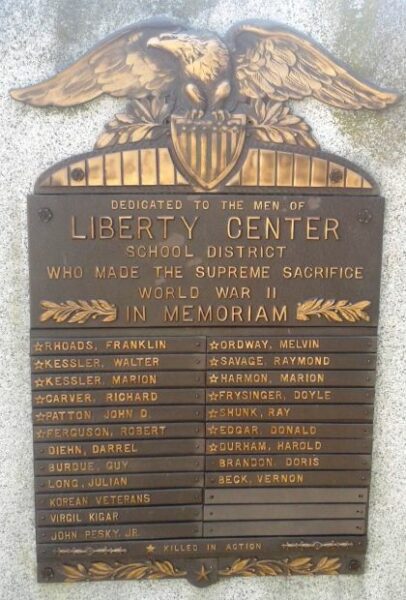 DEDICATED TO THE MEN OF
LIBERTY CENTER
SCHOOL DISTRICT
WHO MADE THE SUPREME SACRIFICE
WORLD WAR II
IN MEMORIAM
☆RHOADS, FRANKLIN
☆KESSLER, WALTER
☆KESSLER, MARION
☆CARVER, RICHARD
☆PATTON JOHN D.
☆FERGUSON, ROBERT
DIEHN, DARREL
BURDUE, GUY
LONG, JULIAN
KOREAN VETERANS
VIRGIL KIGAR
JOHN PESKY, JR.
☆ORDWAY, MELVIN
☆SAVAGE, RAYMOND
☆HARMON, MARION
☆FRYSINGER, DOYLE
☆SHUNK, RAY
☆EDGAR, DONALD
☆DURHAM, HAROLD
BRANDON, DORIS
BECK, VERNON
★ KILLED IN ACTION